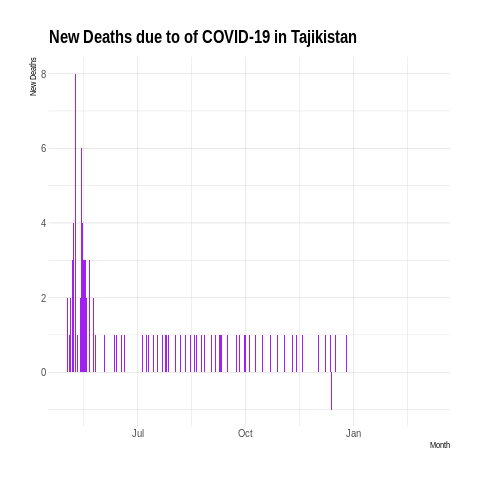 New Deaths due to of COVID-19 in Tajikistan
New Deaths
8
6
4
2
0
Jul Oct Jan
Month